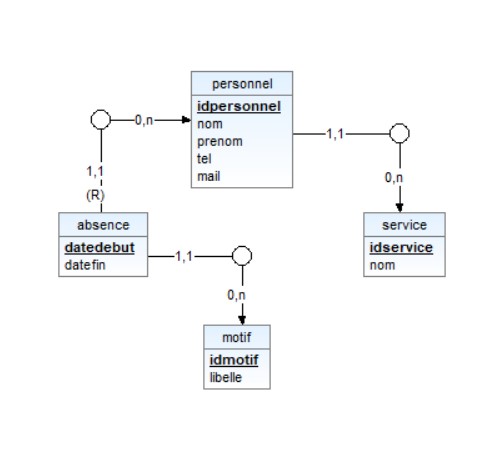 personnel
idpersonnel
nom
prenom
tel
mail
0,n
1,1
1,1
(R)
0,n
absence
datedebut
datefin
service
idservice
nom
1,1
0,n
motif
idmotif
libelle